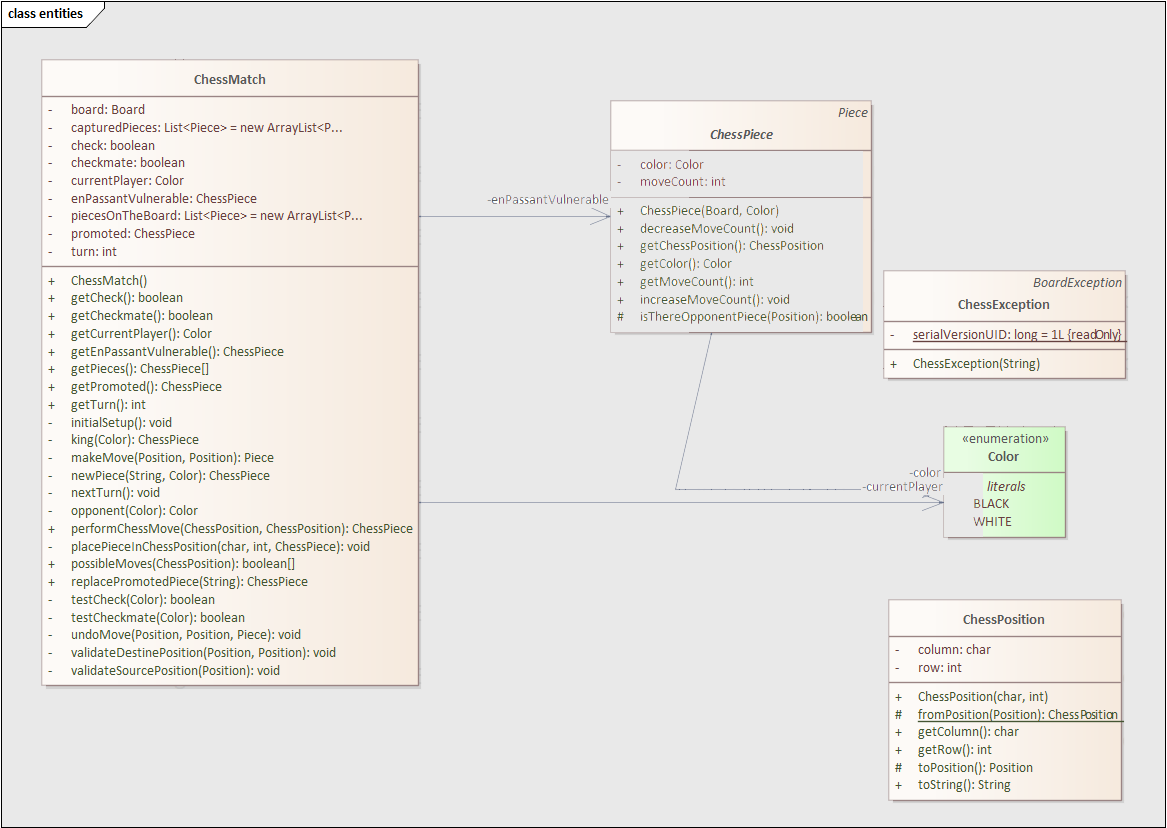 class entities
ChessMatch
- board: Board
- capturedPieces: List<Piece> = new ArrayList<P...
- check: boolean
- checkmate: boolean
- currentPlayer: Color
- enPassantVulnerable: ChessPiece
- piecesOnTheBoard: List<Piece> = new ArrayList<P...
- promoted: ChessPiece
- turn: int
+ ChessMatch()
+ getCheck(): boolean
+ getCheckmate(): boolean
+ getCurrentPlayer(): Color
+ getEnPassantVulnerable(): ChessPiece
+ getPieces(): ChessPiece[]
+ getPromoted(): ChessPiece
+ getTurn(): int
- initialSetup(): void
- king(Color): ChessPiece
- makeMove(Position, Position): Piece
- newPiece(String, Color): ChessPiece
- nextTurn(): void
- opponent(Color): Color
+ performChessMove(ChessPosition, ChessPosition): ChessPiece
- placePieceInChessPosition(char, int, ChessPiece): void
+ possibleMoves(ChessPosition): boolean[]
+ replacePromotedPiece(String): ChessPiece
- testCheck(Color): boolean
- testCheckmate(Color): boolean
- undoMove(Position, Position, Piece): void
- validateDestinePosition(Position, Position): void
- validateSourcePosition(Position): void
-enPassantVulnerable
Piece
ChessPiece
- color: Color
- moveCount: int
+ ChessPiece(Board, Color)
+ decreaseMoveCount(): void
+ getChessPosition(): ChessPosition
+ getColor(): Color
+ getMoveCount(): int
+ increaseMoveCount(): void
# isThereOpponentPiece(Position): boolean
BoardException
ChessException
- serialVersionUID: long = 1L {readOnly}
+ ChessException(String)
-color
-currentPlayer
«enumeration»
Color
literals
BLACK
WHITE
ChessPosition
- column: char
- row: int
+ ChessPosition(char, int)
# fromPosition(Position): ChessPosition
+ getColumn(): char
+ getRow(): int
# toPosition(): Position
+ toString(): String